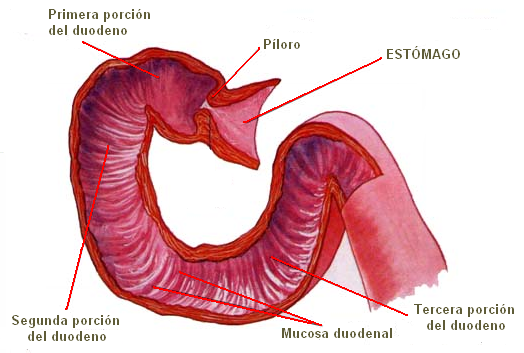 Primera porción
del duodeno
Píloro
ESTÓMAGO
Segunda porción
del duodeno
Mucosa duodenal
Tercera porción
del duodeno